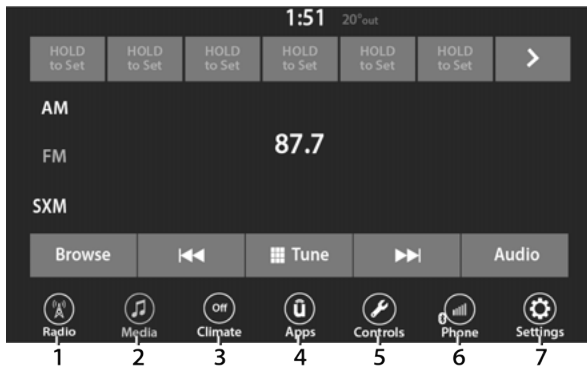 1:51 20°out
HOLD to Set HOLD to Set HOLD to Set HOLD to Set HOLD to Set HOLD to Set
AM
87.7
FM
SXM
Browse Tune Audio
Off û
Radio Media Climate Apps Controls Phone Settings
1 2 3 4 5 6 7